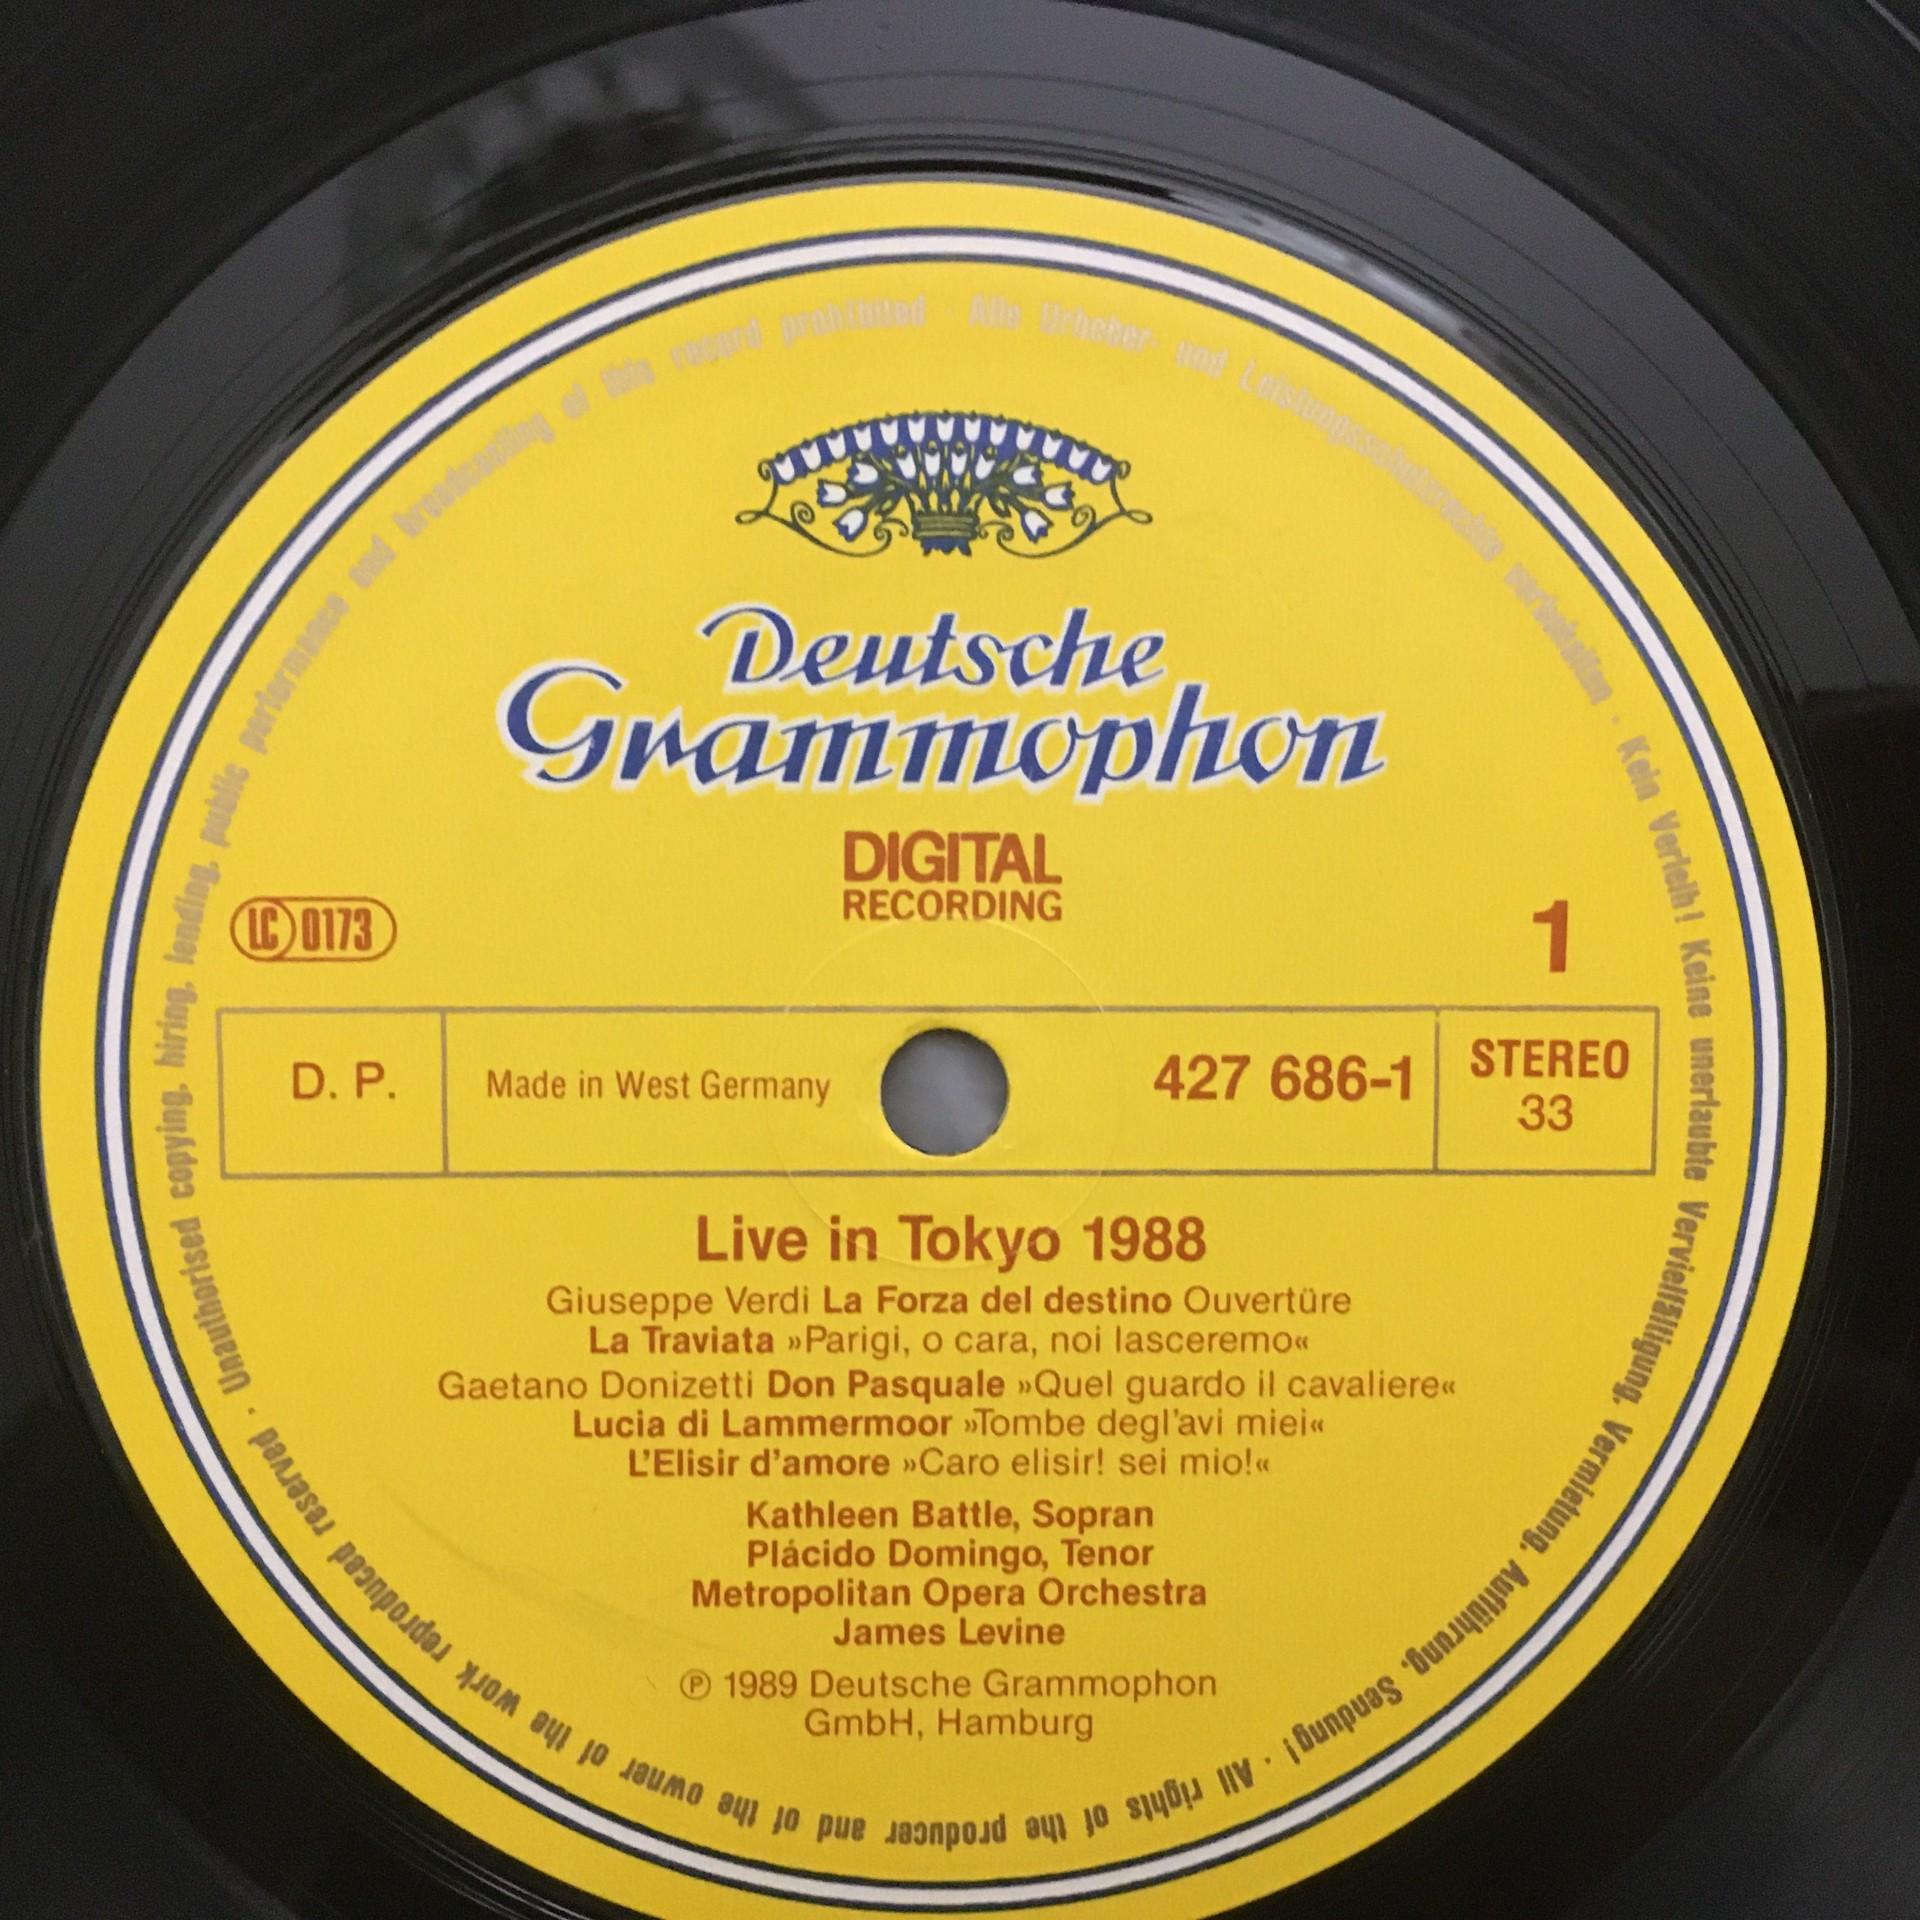 Deutsche
Grammophon
DIGITAL
RECORDING
LC 0173
1
D. P.
Made in West Germany
427 686-1
STEREO
33
Live in Tokyo 1988
Giuseppe Verdi La Forza del destino Ouvertüre
La Traviata »Parigi, o cara, noi lasceremo«
Gaetano Donizetti Don Pasquale »Quel guardo il cavaliere«
Lucia di Lammermoor »Tombe degl'avi miei«
L'Elisir d'amore »Caro elisir! sei mio!«
Kathleen Battle, Sopran
Plácido Domingo, Tenor
Metropolitan Opera Orchestra
James Levine
℗ 1989 Deutsche Grammophon
GmbH, Hamburg
Alle Urheber- und Leistungsschutzrechte vorbehalten · Kein Verleih! Keine unerlaubte Vervielfältigung, Vermietung, Aufführung, Sendung! · All rights of the producer and of the owner of the work reproduced reserved · Unauthorised copying, hiring, lending, public performance and broadcasting of this record prohibited ·